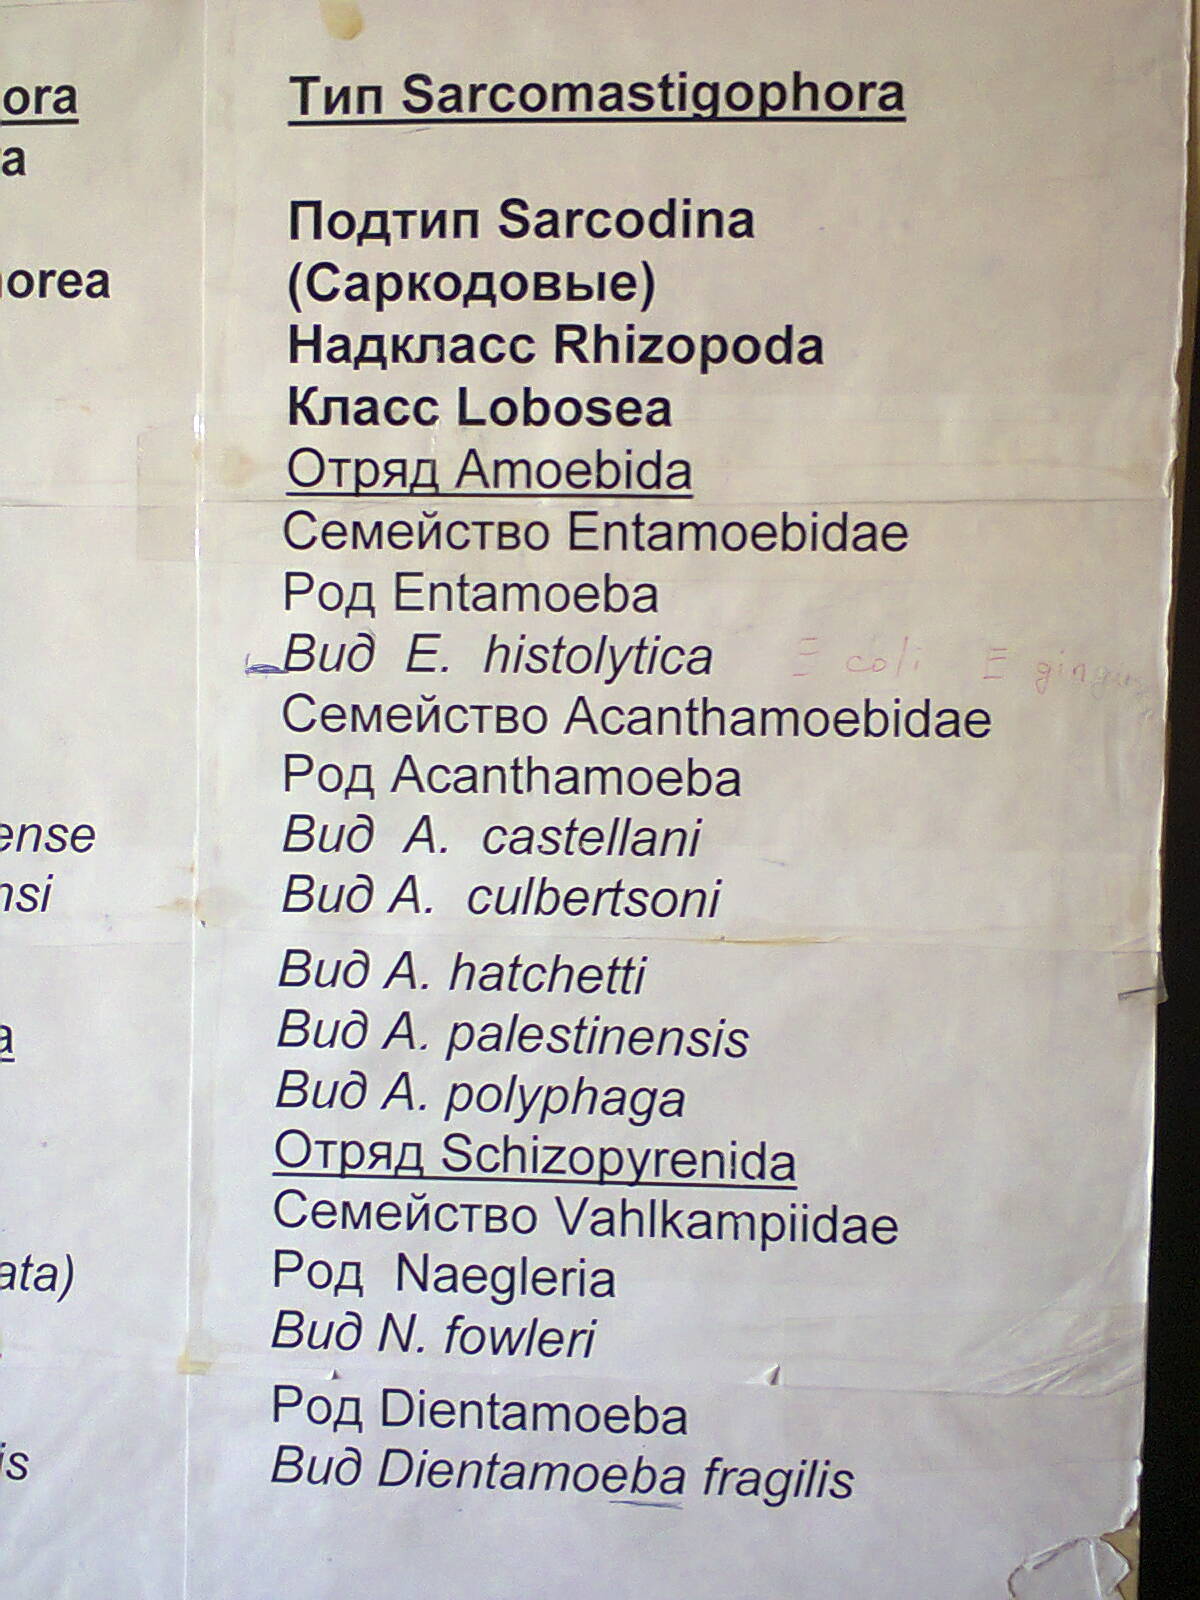 ora
a
orea
ense
nsi
a
ata)
is
Тип Sarcomastigophora
Подтип Sarcodina
(Саркодовые)
Надкласс Rhizopoda
Класс Lobosea
Отряд Amoebida
Семейство Entamoebidae
Род Entamoeba
Вид E. histolytica E coli E
Семейство Acanthamoebidae
Род Acanthamoeba
Вид A. castellani
Вид A. culbertsoni
Вид A. hatchetti
Вид A. palestinensis
Вид A. polyphaga
Отряд Schizopyrenida
Семейство Vahlkampiidae
Род Naegleria
Вид N. fowleri
Род Dientamoeba
Вид Dientamoeba fragilis